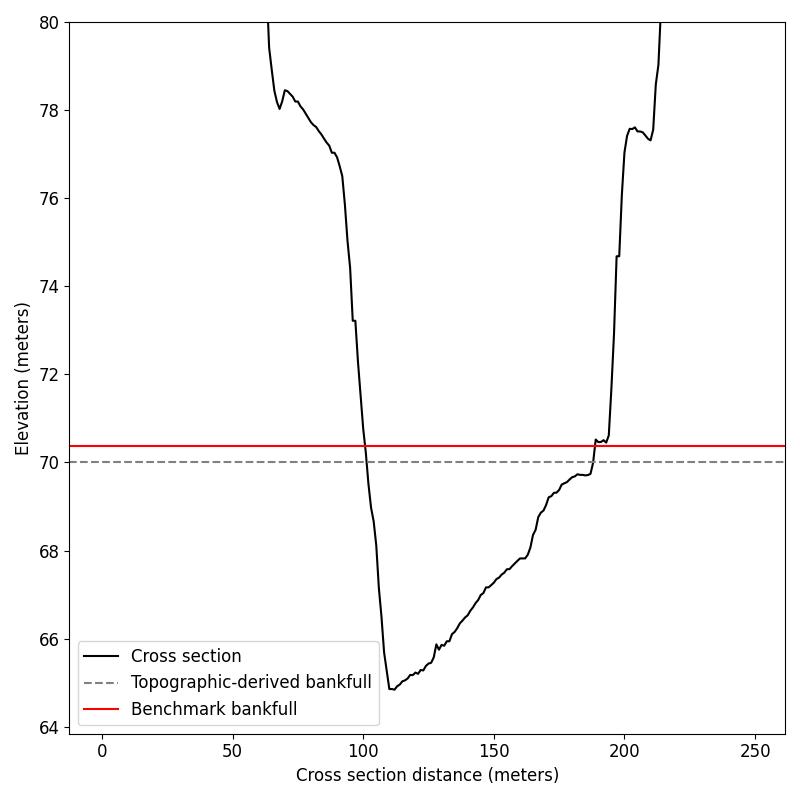 80
78
76
74
72
70
68
66
64
Elevation (meters)
Cross section
Topographic-derived bankfull
Benchmark bankfull
0 50 100 150 200 250
Cross section distance (meters)